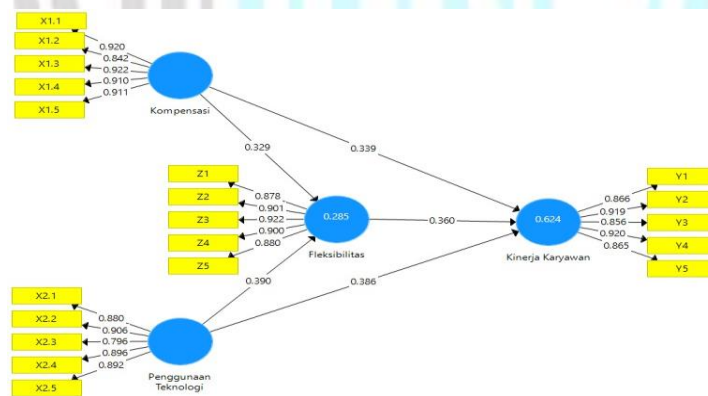 X1.1
X1.2
X1.3
X1.4
X1.5
0.920
0.842
0.922
0.910
0.911
Kompensasi
0.329
0.339
Z1
Z2
Z3
Z4
Z5
0.878
0.901
0.922
0.900
0.880
0.285
Fleksibilitas
0.360
0.624
Kinerja Karyawan
0.866
0.919
0.856
0.920
0.865
Y1
Y2
Y3
Y4
Y5
0.390
0.386
X2.1
X2.2
X2.3
X2.4
X2.5
0.880
0.906
0.796
0.896
0.892
Penggunaan
Teknologi